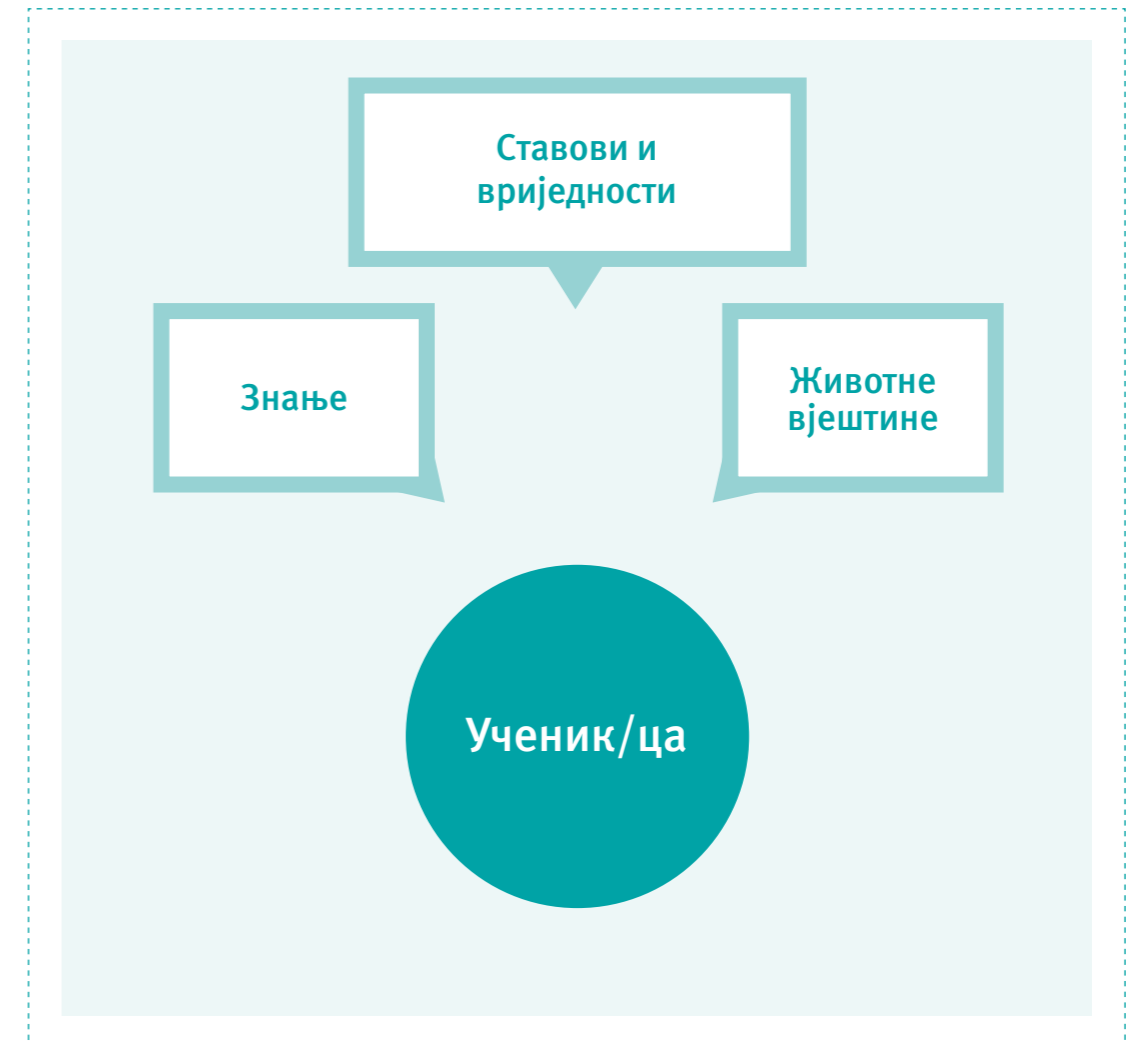 Ставови и
вриједности
Знање
Животне
вјештине
Ученик/ца